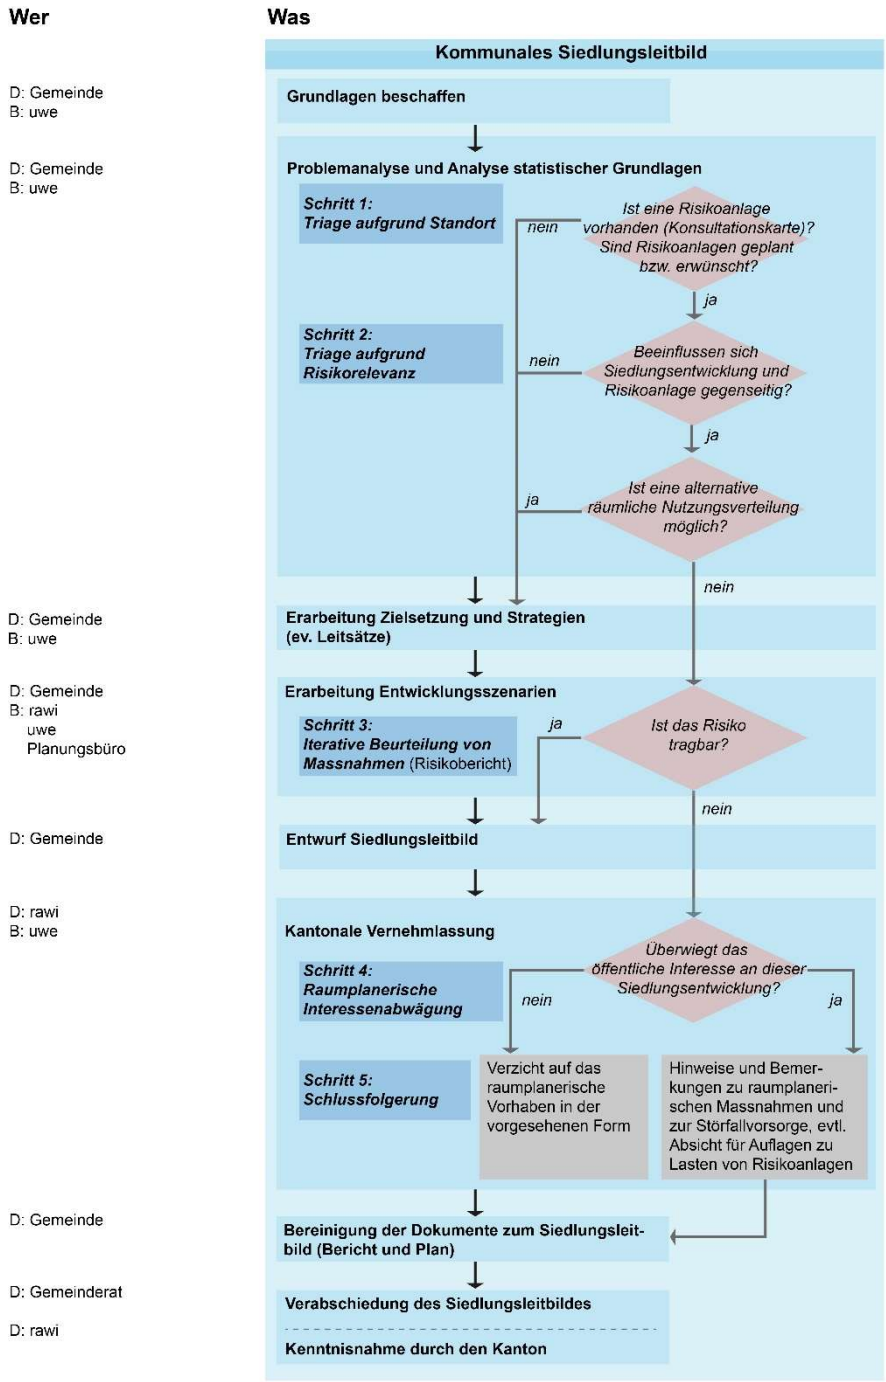 Wer
Was
Kommunales Siedlungsleitbild
D: Gemeinde
B: uwe
Grundlagen beschaffen
D: Gemeinde
B: uwe
Problemanalyse und Analyse statistischer Grundlagen
Schritt 1:
Triage aufgrund Standort
Ist eine Risikoanlage
vorhanden (Konsultationskarte)?
Sind Risikoanlagen geplant
bzw. erwünscht?
nein
ja
Schritt 2:
Triage aufgrund
Risikorelevanz
Beeinflussen sich
Siedlungsentwicklung und
Risikoanlage gegenseitig?
nein
ja
Ist eine alternative
räumliche Nutzungsverteilung
möglich?
ja
nein
D: Gemeinde
B: uwe
Erarbeitung Zielsetzung und Strategien
(ev. Leitsätze)
D: Gemeinde
B: rawi
uwe
Planungsbüro
Erarbeitung Entwicklungsszenarien
Schritt 3:
Iterative Beurteilung von
Massnahmen (Risikobericht)
Ist das Risiko
tragbar?
ja
nein
D: Gemeinde
Entwurf Siedlungsleitbild
D: rawi
B: uwe
Kantonale Vernehmlassung
Schritt 4:
Raumplanerische
Interessenabwägung
Überwiegt das
öffentliche Interesse an dieser
Siedlungsentwicklung?
nein
ja
Schritt 5:
Schlussfolgerung
Verzicht auf das
raumplanerische
Vorhaben in der
vorgesehenen Form
Hinweise und Bemer-
kungen zu raumplaneri-
schen Massnahmen und
zur Störfallvorsorge, evtl.
Absicht für Auflagen zu
Lasten von Risikoanlagen
D: Gemeinde
Bereinigung der Dokumente zum Siedlungsleit-
bild (Bericht und Plan)
D: Gemeinderat
Verabschiedung des Siedlungsleitbildes
D: rawi
Kenntnisnahme durch den Kanton